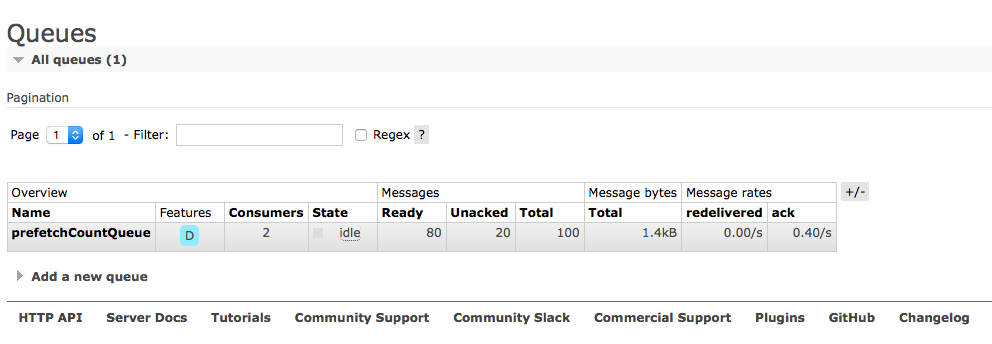 Queues
All queues (1)
Pagination
Page 1 of 1 - Filter: Regex ?
Overview Messages Message bytes Message rates +/-
Name Features Consumers State Ready Unacked Total Total redelivered ack
prefetchCountQueue D 2 idle 80 20 100 1.4kB 0.00/s 0.40/s
Add a new queue
HTTP API Server Docs Tutorials Community Support Community Slack Commercial Support Plugins GitHub Changelog